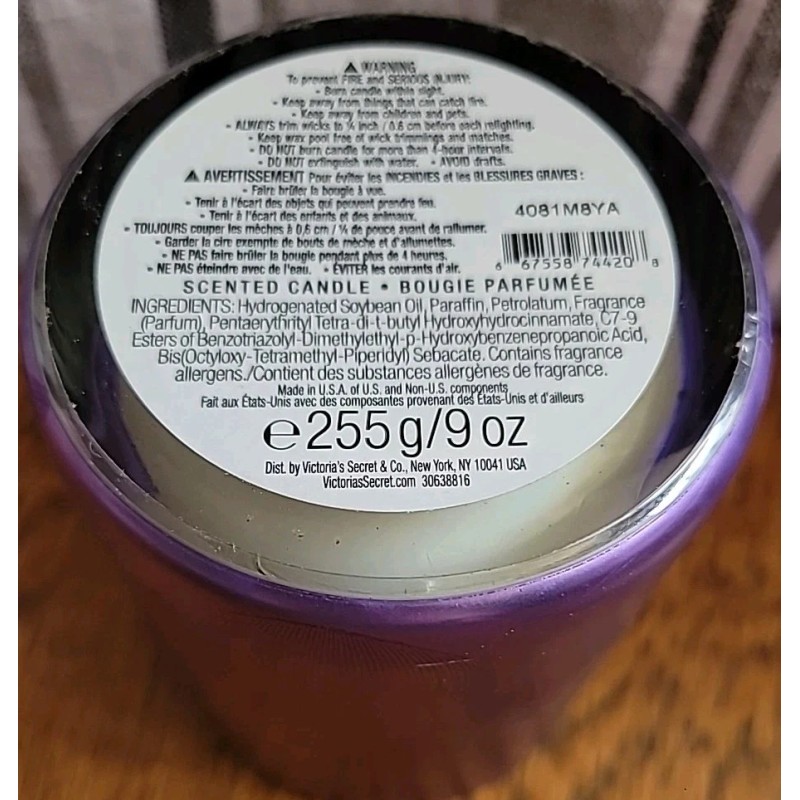 ⚠ WARNING
To prevent FIRE and SERIOUS INJURY:
• Burn candle within sight.
• Keep away from things that can catch fire.
• Keep away from children and pets.
• ALWAYS trim wicks to ¼ inch / 0.6 cm before each relighting.
• Keep wax pool free of wick trimmings and matches.
• DO NOT burn candle for more than 4-hour intervals.
• DO NOT extinguish with water. • AVOID drafts.
⚠ AVERTISSEMENT Pour éviter les INCENDIES et les BLESSURES GRAVES :
• Faire brûler la bougie à vue.
• Tenir à l'écart des objets qui peuvent prendre feu.
• Tenir à l'écart des enfants et des animaux.
• TOUJOURS couper les mèches à 0,6 cm / ¼ de pouce avant de rallumer.
• Garder la cire exempte de bouts de mèche et d'allumettes.
• NE PAS faire brûler la bougie pendant plus de 4 heures.
• NE PAS éteindre avec de l'eau. • ÉVITER les courants d'air.
4081M8YA
6 67558 74420 8
SCENTED CANDLE • BOUGIE PARFUMÉE
INGREDIENTS: Hydrogenated Soybean Oil, Paraffin, Petrolatum, Fragrance
(Parfum), Pentaerythrityl Tetra-di-t-butyl Hydroxyhydrocinnamate, C7-9
Esters of Benzotriazolyl-Dimethylethyl-p-Hydroxybenzenepropanoic Acid,
Bis(Octyloxy-Tetramethyl-Piperidyl) Sebacate. Contains fragrance
allergens./Contient des substances allergènes de fragrance.
Made in U.S.A. of U.S. and Non-U.S. components
Fait aux États-Unis avec des composantes provenant des États-Unis et d'ailleurs
℮255g/9 oz
Dist. by Victoria's Secret & Co., New York, NY 10041 USA
VictoriasSecret.com 30638816